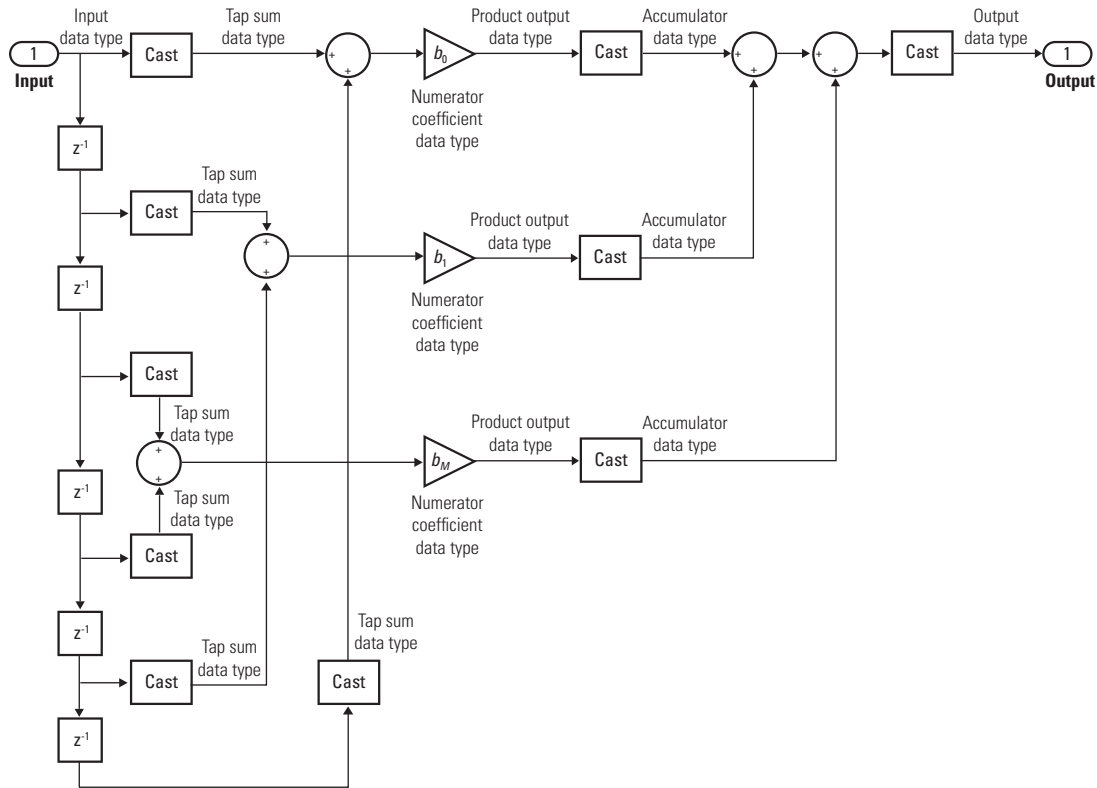 Input
data type
Tap sum
data type
Product output
data type
Accumulator
data type
Output
data type
1
Input
Cast
+
+
b0
Cast
+
+
+
+
Cast
1
Output
Numerator
coefficient
data type
z-1
Tap sum
data type
Cast
+
+
Product output
data type
Accumulator
data type
b1
Cast
Numerator
coefficient
data type
z-1
Cast
Tap sum
data type
+
+
Product output
data type
Accumulator
data type
bM
Cast
Numerator
coefficient
data type
z-1
Tap sum
data type
Cast
z-1
Tap sum
data type
Cast
Tap sum
data type
Cast
z-1